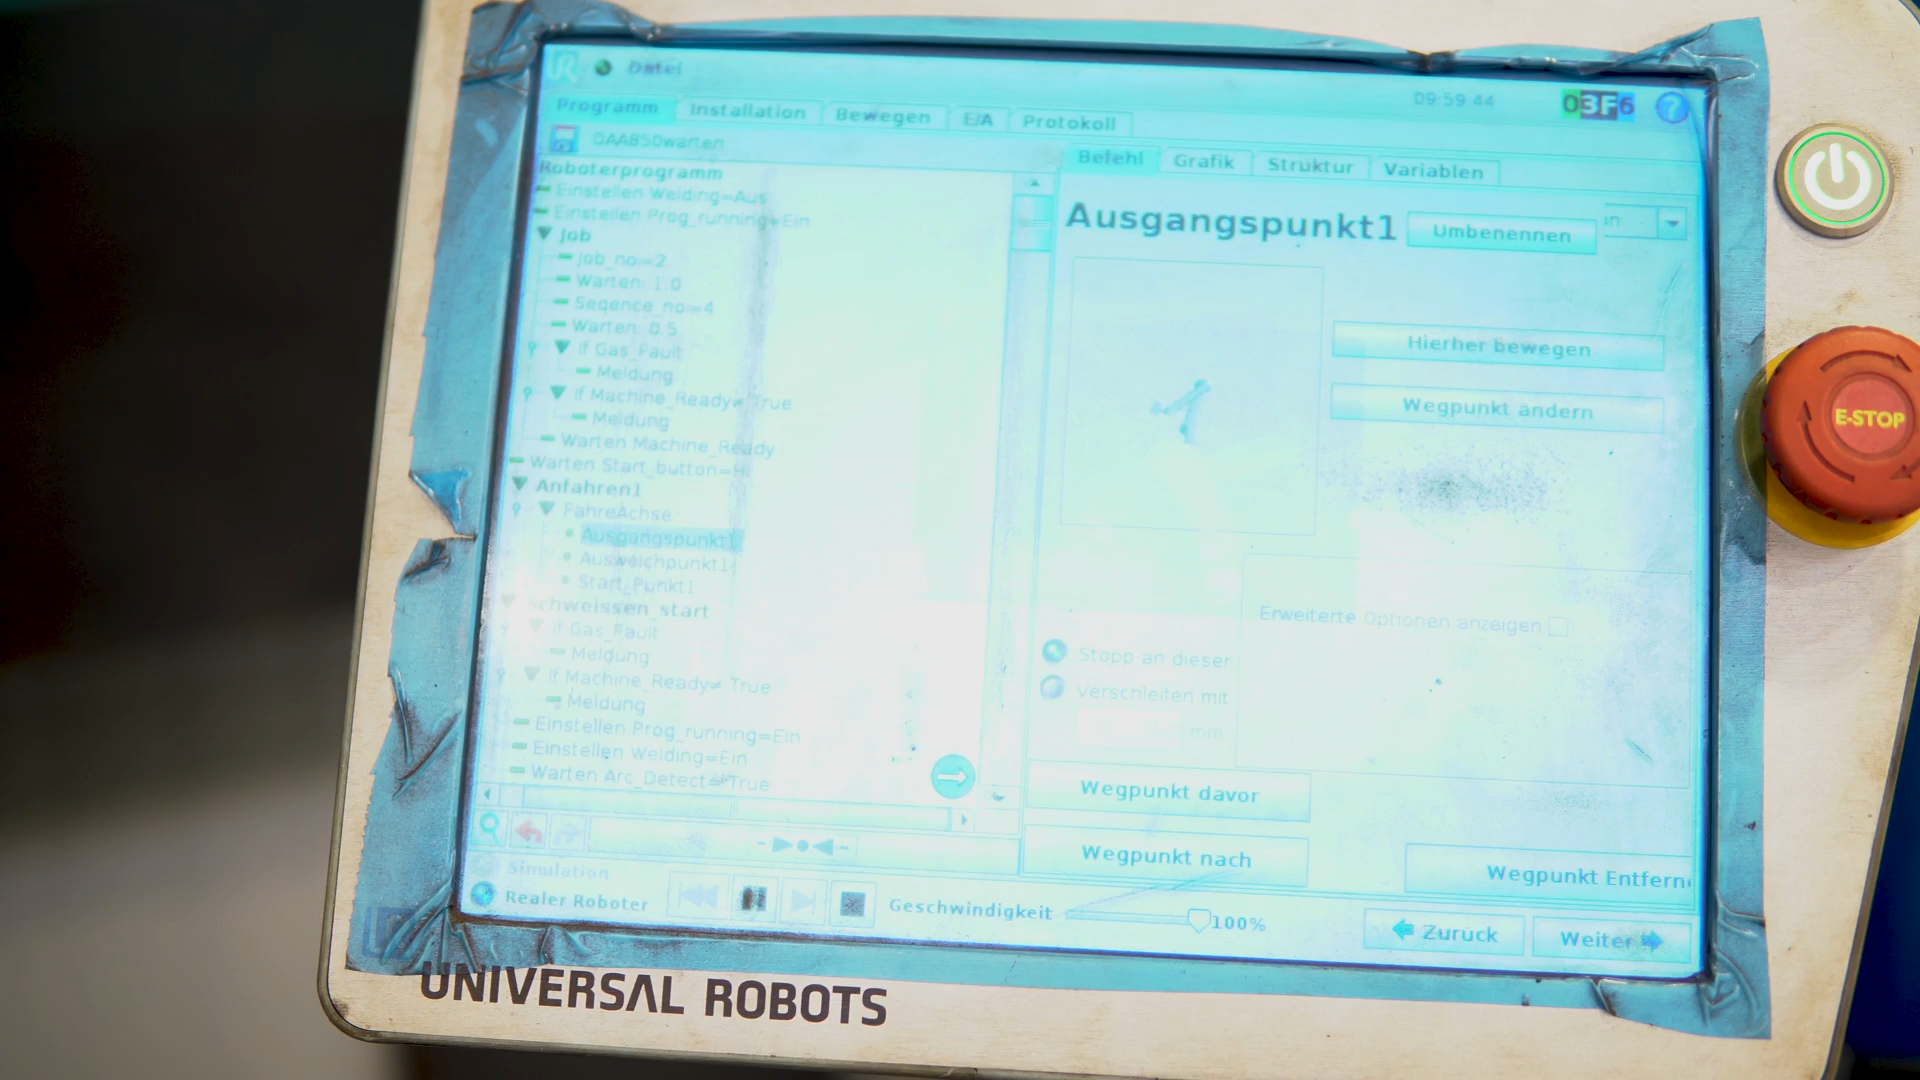 Datei
09:59:44
03F6
?
Programm Installation Bewegen E/A Protokoll
DAA850warten
Befehl Grafik Struktur Variablen
Roboterprogramm
Einstellen Welding=Aus
Einstellen Prog_running=Ein
Job
Job_no=2
Warten: 1.0
Seqence_no=4
Warten: 0.5
If Gas_Fault
Meldung
If Machine_Ready≠ True
Meldung
Warten Machine_Ready
Warten Start_button=
Anfahren1
FahreAchse
Ausgangspunkt1
Ausweichpunkt1
Start_Punkt1
Schweissen_start
If Gas_Fault
Meldung
If Machine_Ready≠ True
Meldung
Einstellen Prog_running=Ein
Einstellen Welding=Ein
Warten Arc_Detect=True
Ausgangspunkt1
Umbenennen
Hierher bewegen
Wegpunkt ändern
Erweiterte Optionen anzeigen
Stopp an dieser
Verschleifen mit
mm
Wegpunkt davor
Wegpunkt nach
Wegpunkt Entfern
Simulation
Realer Roboter
Geschwindigkeit 100%
Zurück
Weiter
UNIVERSAL ROBOTS
E-STOP